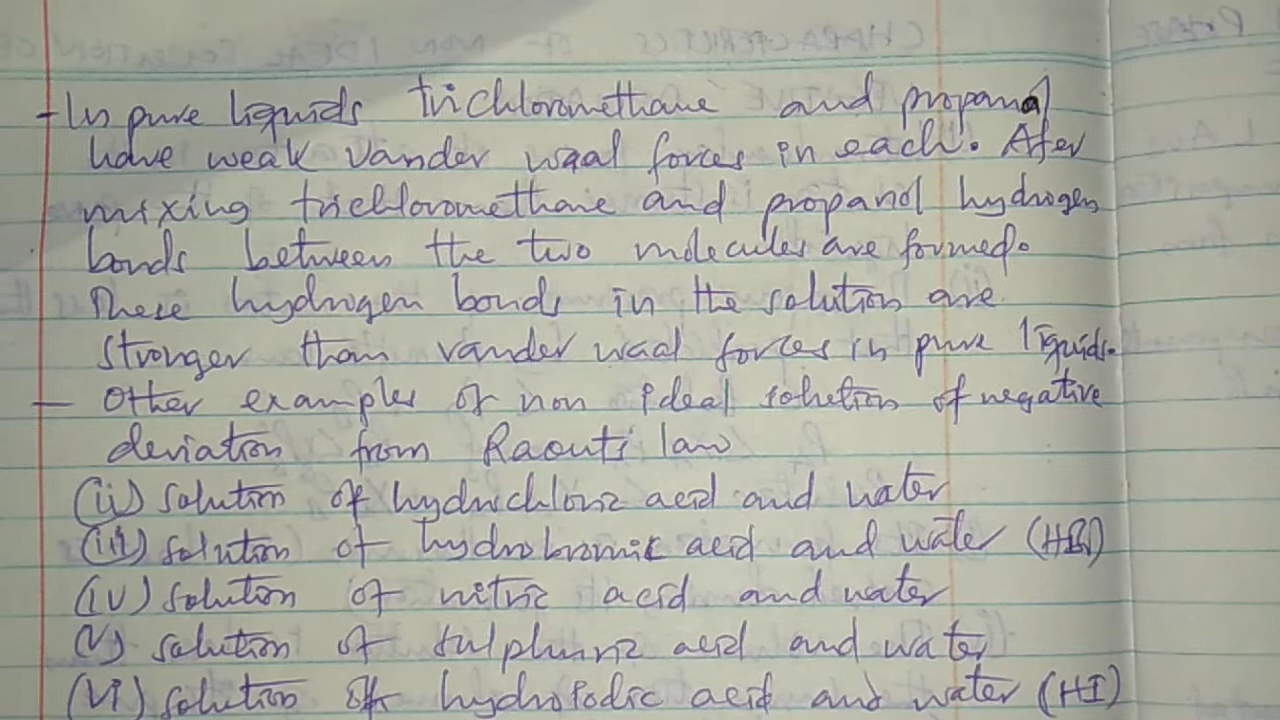 - In pure liquids trichloromethane and propanol
have weak Vander waal forces in each. After
mixing trichloromethane and propanol hydrogen
bonds between the two molecules are formed.
These hydrogen bonds in the solution are
stronger than vander waal forces in pure liquids.
- Other examples of non ideal solution of negative
deviation from Raoult's law
(ii) solution of hydrochloric acid and water
(iii) solution of hydrobromic acid and water (HBr)
(iv) solution of nitric acid and water
(v) solution of sulphuric acid and water
(vi) solution of hydroiodic acid and water (HI)